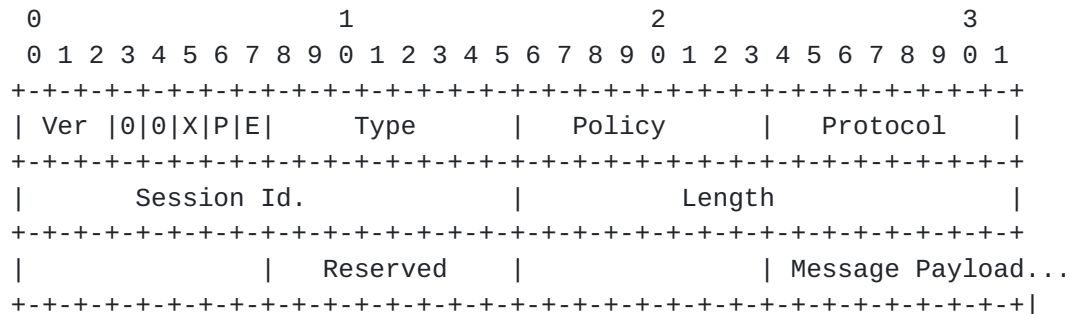 0                   1                   2                   3
 0 1 2 3 4 5 6 7 8 9 0 1 2 3 4 5 6 7 8 9 0 1 2 3 4 5 6 7 8 9 0 1
+-+-+-+-+-+-+-+-+-+-+-+-+-+-+-+-+-+-+-+-+-+-+-+-+-+-+-+-+-+-+-+-+
| Ver |0|0|X|P|E|     Type      |   Policy      |   Protocol    |
+-+-+-+-+-+-+-+-+-+-+-+-+-+-+-+-+-+-+-+-+-+-+-+-+-+-+-+-+-+-+-+-+
|       Session Id.             |          Length               |
+-+-+-+-+-+-+-+-+-+-+-+-+-+-+-+-+-+-+-+-+-+-+-+-+-+-+-+-+-+-+-+-+
|               |   Reserved    |               | Message Payload...
+-+-+-+-+-+-+-+-+-+-+-+-+-+-+-+-+-+-+-+-+-+-+-+-+-+-+-+-+-+-+-+-+|